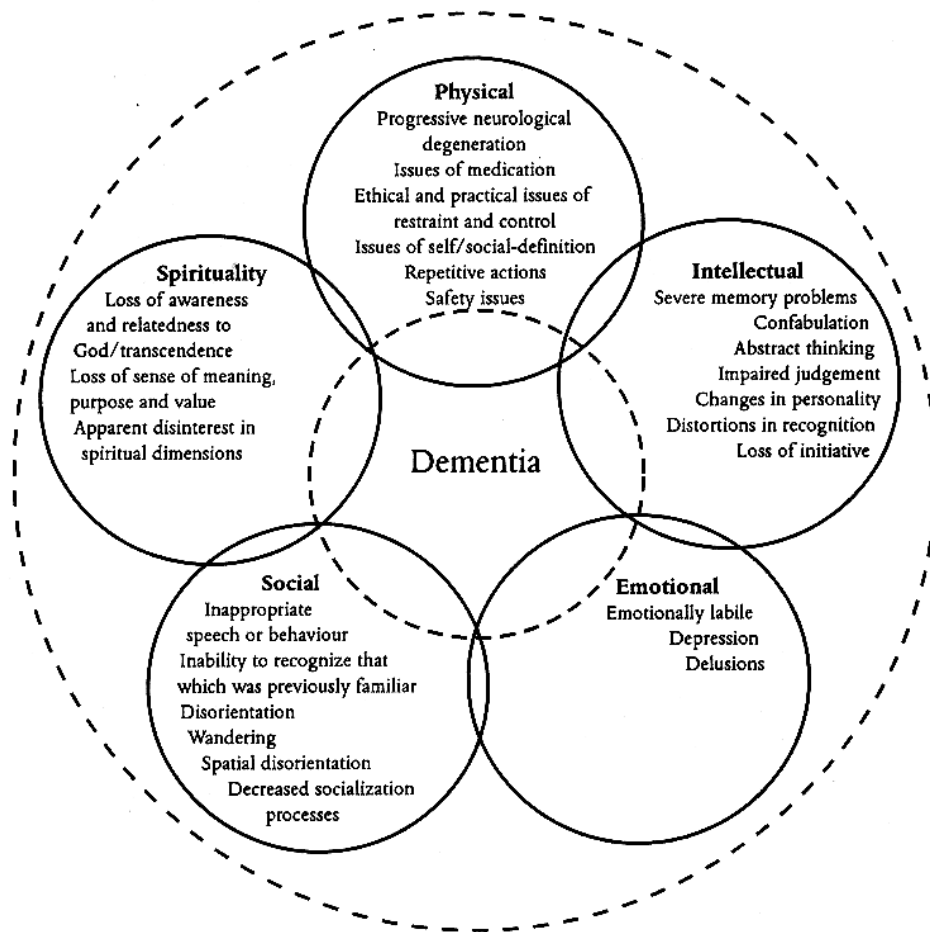 Physical
Progressive neurological
degeneration
Issues of medication
Ethical and practical issues of
restraint and control
Issues of self/social-definition
Repetitive actions
Safety issues
Spirituality
Loss of awareness
and relatedness to
God/transcendence
Loss of sense of meaning,
purpose and value
Apparent disinterest in
spiritual dimensions
Intellectual
Severe memory problems
Confabulation
Abstract thinking
Impaired judgement
Changes in personality
Distortions in recognition
Loss of initiative
Dementia
Social
Inappropriate
speech or behaviour
Inability to recognize that
which was previously familiar
Disorientation
Wandering
Spatial disorientation
Decreased socialization
processes
Emotional
Emotionally labile
Depression
Delusions